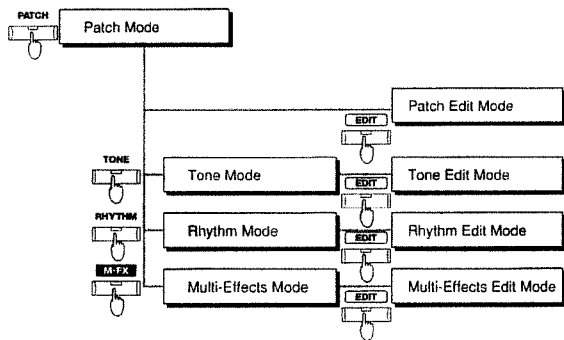 PATCH
Patch Mode
Patch Edit Mode
EDIT
TONE
Tone Mode
Tone Edit Mode
EDIT
RHYTHM
Rhythm Mode
Rhythm Edit Mode
EDIT
M-FX
Multi-Effects Mode
Multi-Effects Edit Mode
EDIT